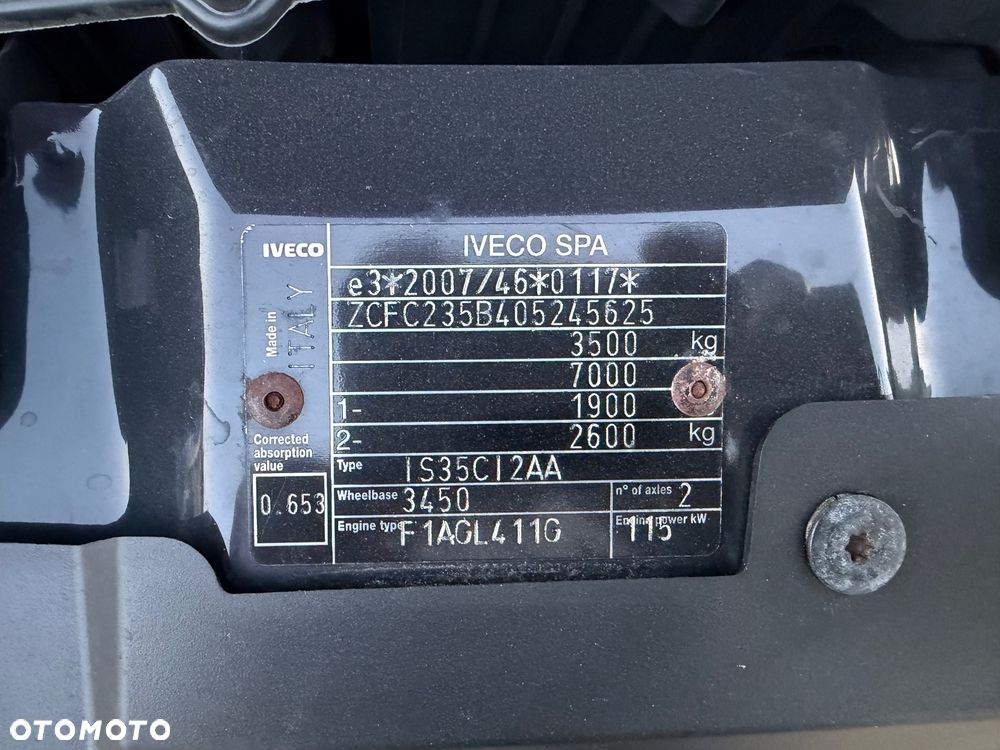 IVECO
IVECO SPA
Made in
ITALY
e3*2007/46*0117*
ZCFC235B405245625
3500 kg
7000
1- 1900
2- 2600 kg
Corrected
absorption
value
0.653
Type IS35CI2AA
Wheelbase 3450
n° of axles 2
Engine type F1AGL411G
Engine power kW 115
OTOMOTO